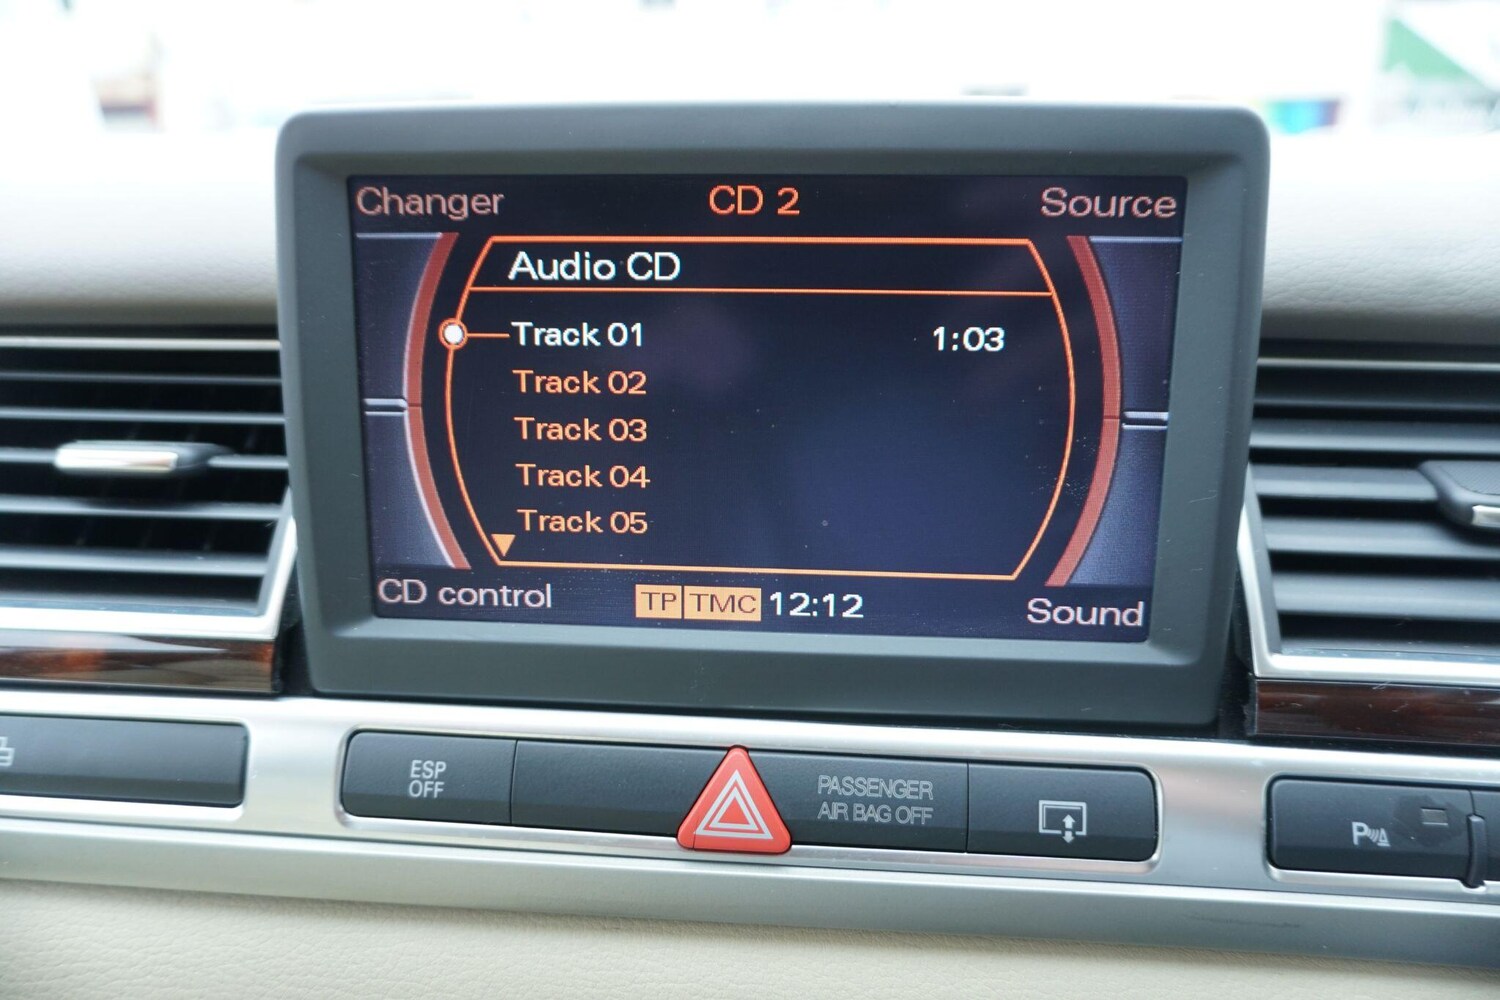 Changer CD 2 Source
Audio CD
Track 01 1:03
Track 02
Track 03
Track 04
Track 05
CD control TP TMC 12:12 Sound
ESP
OFF
PASSENGER
AIR BAG OFF
P